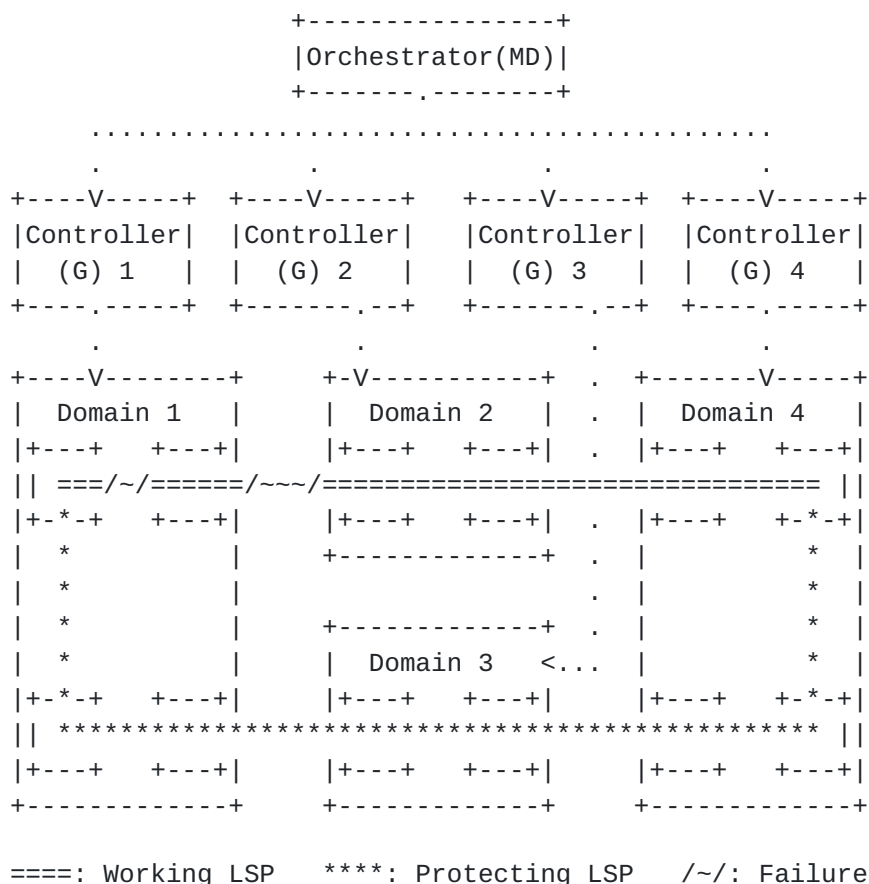 +----------------+
                  |Orchestrator(MD)|
                  +-------.--------+
     ............................................
     .             .              .             .
+----V-----+  +----V-----+   +----V-----+  +----V-----+
|Controller|  |Controller|   |Controller|  |Controller|
|  (G) 1   |  |  (G) 2   |   |  (G) 3   |  |  (G) 4   |
+----.-----+  +-------.--+   +-------.--+  +----.-----+
     .                .              .          .
+----V--------+     +-V-----------+  .  +-------V-----+
|  Domain 1   |     |  Domain 2   |  .  |  Domain 4   |
|+---+   +---+|     |+---+   +---+|  .  |+---+   +---+|
|| ===/~/======/~~~/================================ ||
|+-*-+   +---+|     |+---+   +---+|  .  |+---+   +-*-+|
|  *          |     +-------------+  .  |          *  |
|  *          |                      .  |          *  |
|  *          |     +-------------+  .  |          *  |
|  *          |     |  Domain 3   <...  |          *  |
|+-*-+   +---+|     |+---+   +---+|     |+---+   +-*-+|
|| ************************************************* ||
|+---+   +---+|     |+---+   +---+|     |+---+   +---+|
+-------------+     +-------------+     +-------------+
====: Working LSP   ****: Protecting LSP   /~/: Failure